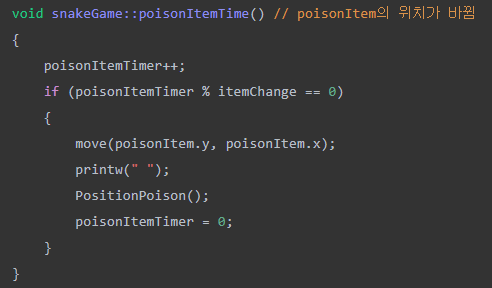 void snakeGame::poisonItemTime() // poisonItem의 위치가 바뀜
{
    poisonItemTimer++;
    if (poisonItemTimer % itemChange == 0)
    {
        move(poisonItem.y, poisonItem.x);
        printw(" ");
        PositionPoison();
        poisonItemTimer = 0;
    }
}